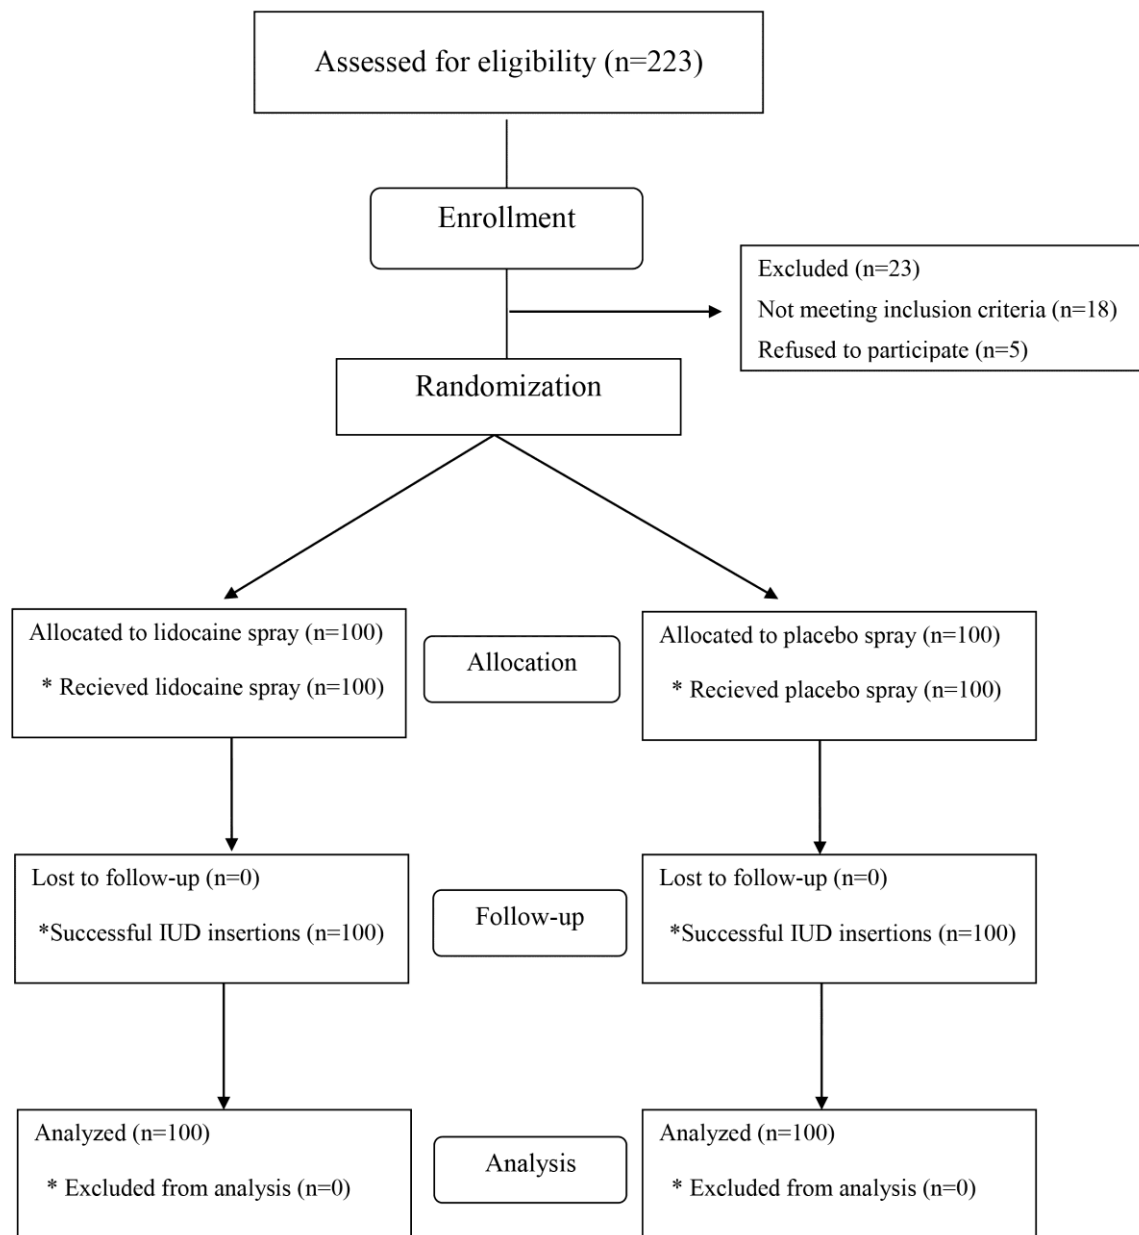 Assessed for eligibility (n=223)
Enrollment
Excluded (n=23)
Not meeting inclusion criteria (n=18)
Refused to participate (n=5)
Randomization
Allocated to lidocaine spray (n=100)
* Recieved lidocaine spray (n=100)
Allocation
Allocated to placebo spray (n=100)
* Recieved placebo spray (n=100)
Lost to follow-up (n=0)
*Successful IUD insertions (n=100)
Follow-up
Lost to follow-up (n=0)
*Successful IUD insertions (n=100)
Analyzed (n=100)
* Excluded from analysis (n=0)
Analysis
Analyzed (n=100)
* Excluded from analysis (n=0)